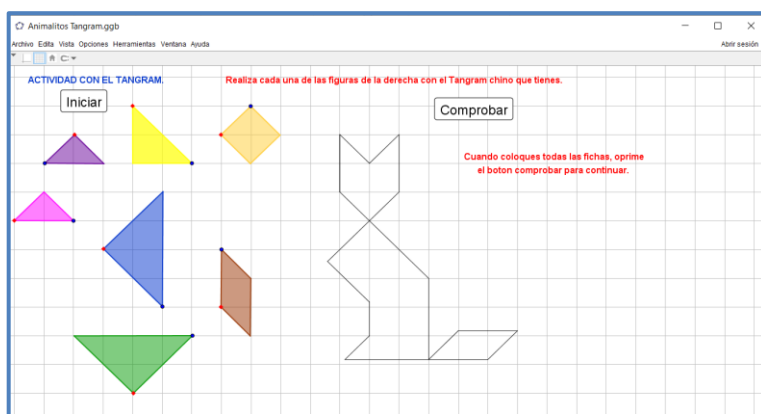 Animalitos Tangram.ggb
Archivo Edita Vista Opciones Herramientas Ventana Ayuda
Abrir sesión
ACTIVIDAD CON EL TANGRAM.
Realiza cada una de las figuras de la derecha con el Tangram chino que tienes.
Iniciar
Comprobar
Cuando coloques todas las fichas, oprime
el boton comprobar para continuar.